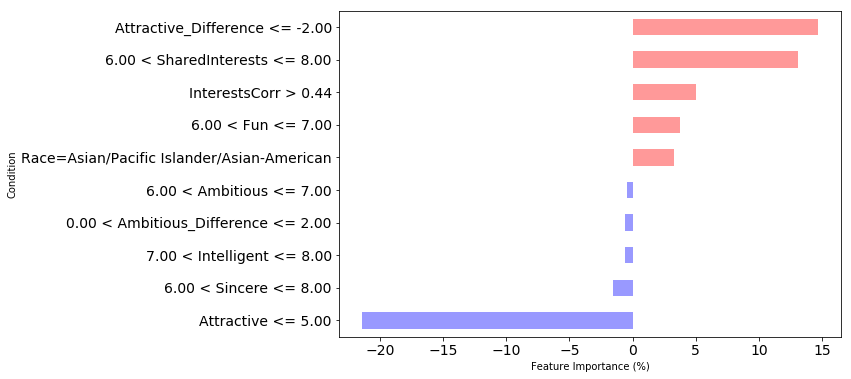 Attractive_Difference <= -2.00
6.00 < SharedInterests <= 8.00
InterestsCorr > 0.44
6.00 < Fun <= 7.00
Race=Asian/Pacific Islander/Asian-American
6.00 < Ambitious <= 7.00
0.00 < Ambitious_Difference <= 2.00
7.00 < Intelligent <= 8.00
6.00 < Sincere <= 8.00
Attractive <= 5.00
Condition
−20 −15 −10 −5 0 5 10 15
Feature Importance (%)